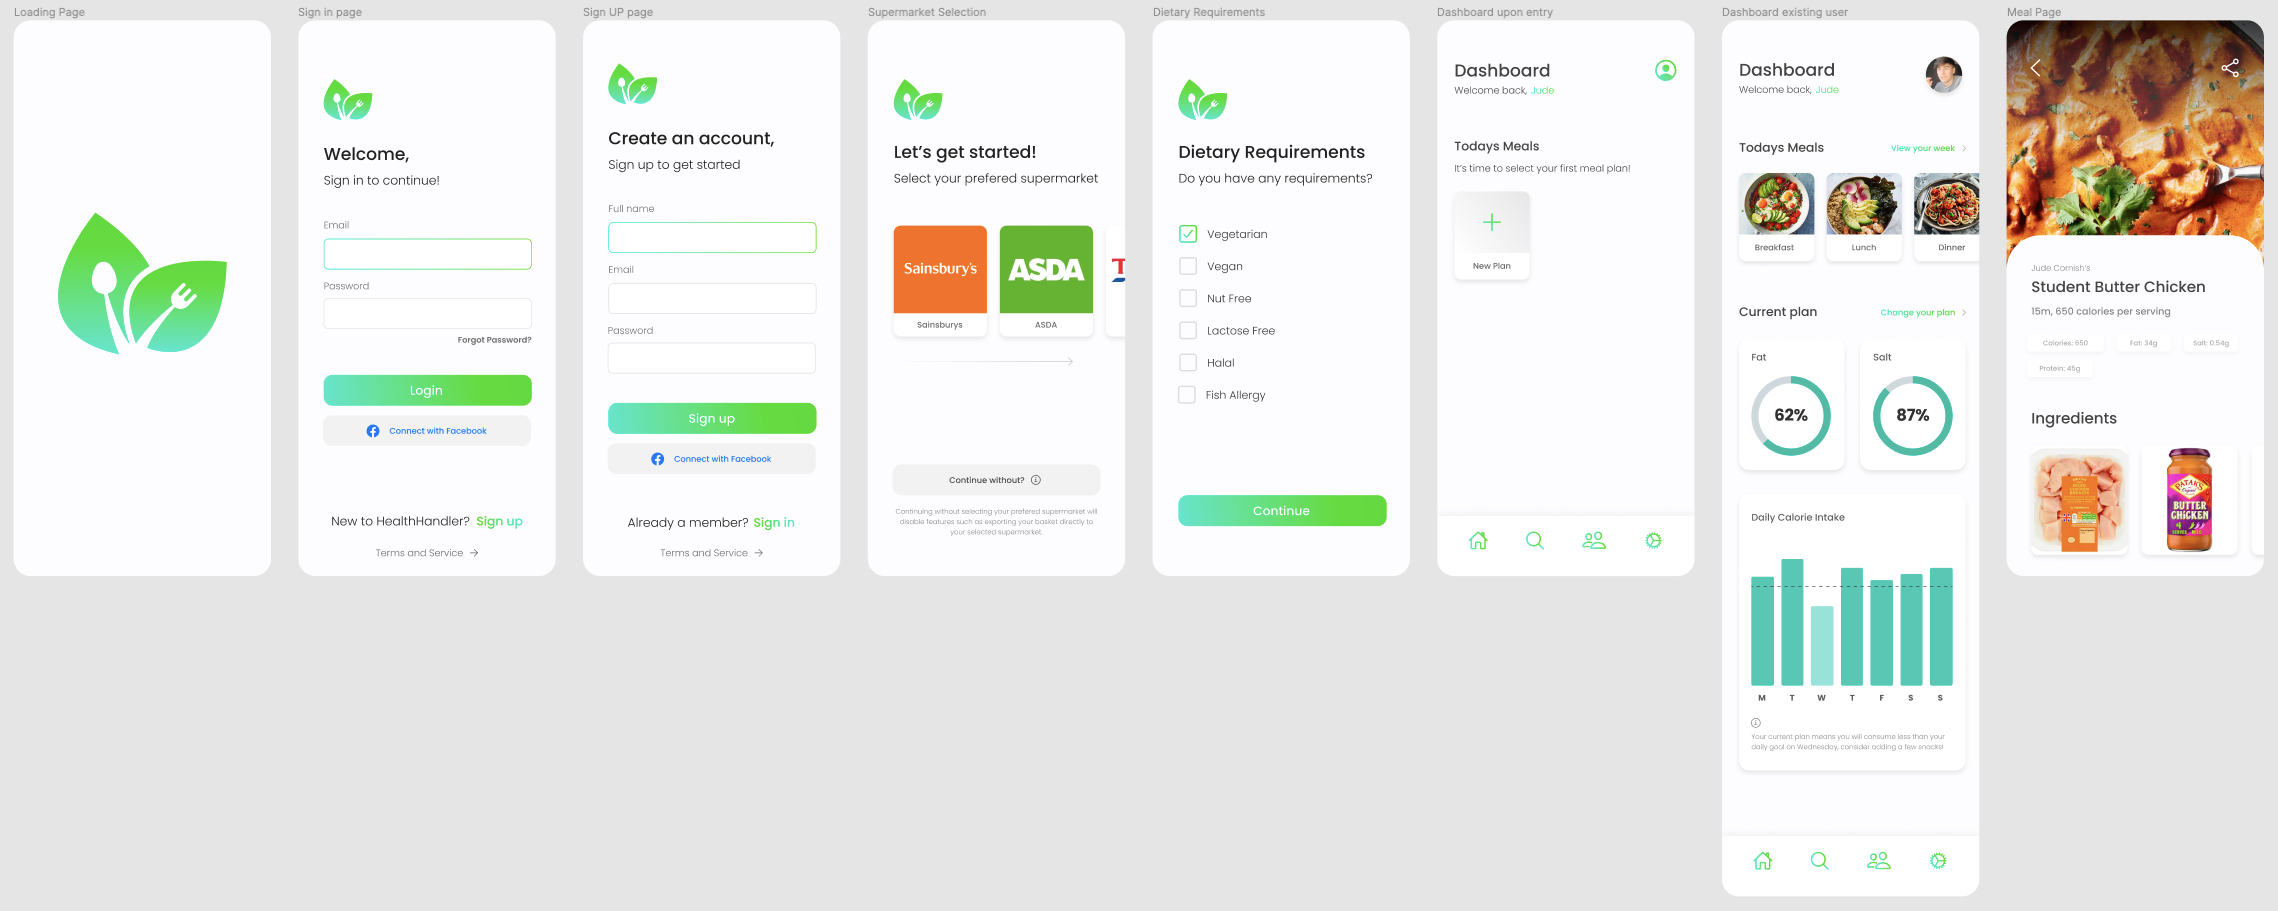 Loading Page
Sign in page
Welcome,
Sign in to continue!
Email
Password
Forgot Password?
Login
Connect with Facebook
New to HealthHandler? Sign up
Terms and Service →
Sign UP page
Create an account,
Sign up to get started
Full name
Email
Password
Sign up
Connect with Facebook
Already a member? Sign in
Terms and Service →
Supermarket Selection
Let's get started!
Select your prefered supermarket
Sainsbury's
ASDA
T
Sainsburys
ASDA
Continue without?
Continuing without selecting your prefered supermarket will
disable features such as exporting your basket directly to
your selected supermarket.
Dietary Requirements
Dietary Requirements
Do you have any requirements?
Vegetarian
Vegan
Nut Free
Lactose Free
Halal
Fish Allergy
Continue
Dashboard upon entry
Dashboard
Welcome back, Jude
Todays Meals
It's time to select your first meal plan!
New Plan
Dashboard existing user
Dashboard
Welcome back, Jude
Todays Meals
View your week >
Breakfast
Lunch
Dinner
Current plan
Change your plan >
Fat
Salt
62%
87%
Daily Calorie Intake
M T W T F S S
Your current plan means you will consume less than your
daily goal on Wednesday, consider adding a few snacks!
Meal Page
Jude Cornish's
Student Butter Chicken
15m, 650 calories per serving
Calories: 650
Fat: 34g
Salt: 0.54g
Protein: 45g
Ingredients
PATAK'S
Original
BUTTER
CHICKEN
4